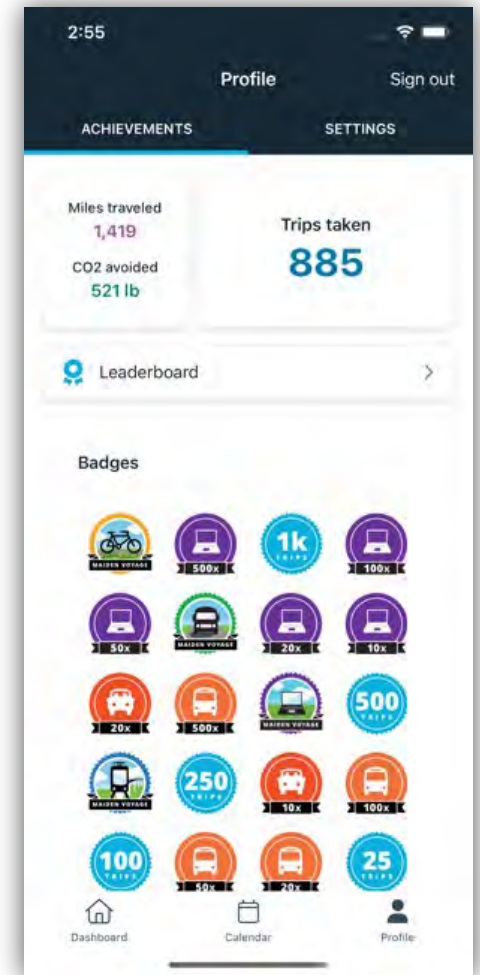 2:55
Profile
Sign out
ACHIEVEMENTS
SETTINGS
Miles traveled
1,419
CO2 avoided
521 lb
Trips taken
885
Leaderboard
Badges
MAIDEN VOYAGE
500x
1k
TRIPS
100x
50x
MAIDEN VOYAGE
20x
10x
20x
500x
MAIDEN VOYAGE
500
TRIPS
MAIDEN VOYAGE
250
TRIPS
10x
100x
100
TRIPS
50x
20x
25
TRIPS
Dashboard
Calendar
Profile